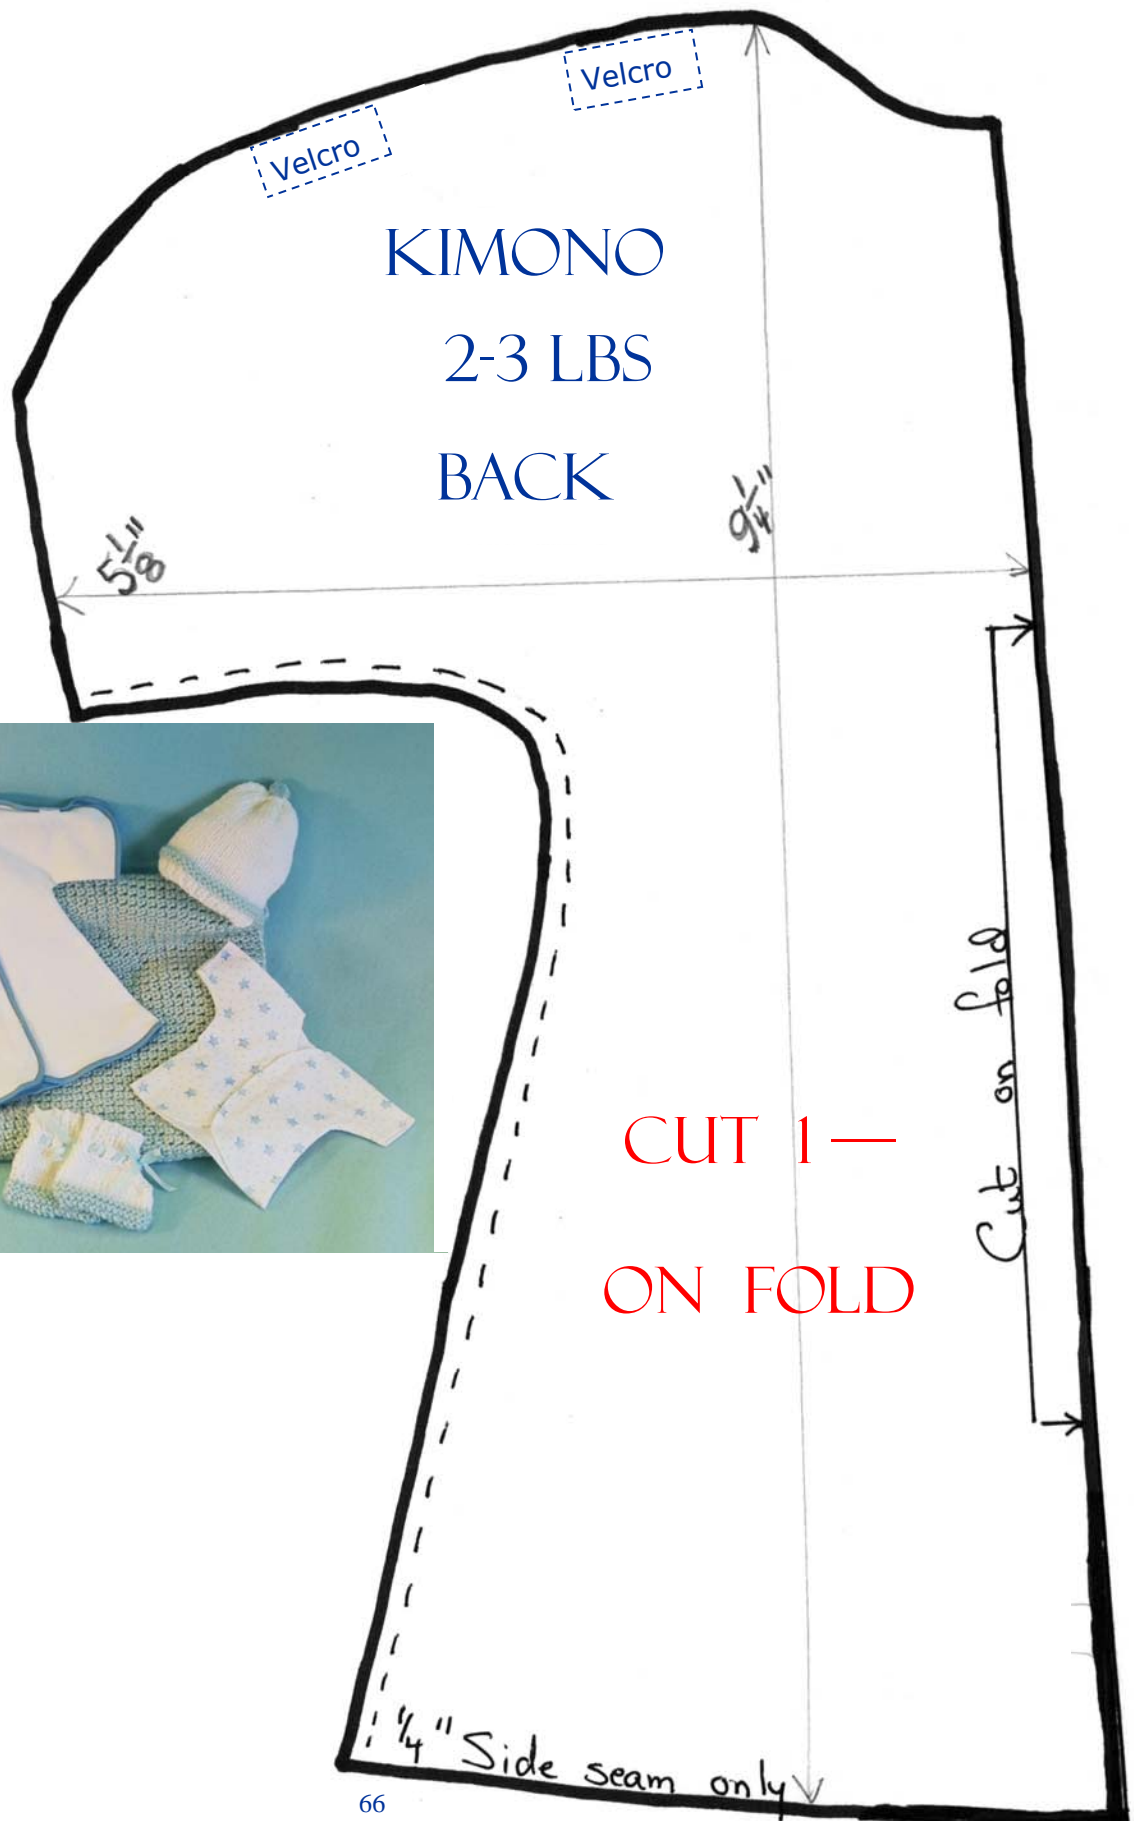 Velcro
Velcro
KIMONO
2-3 LBS
BACK
9 1/4"
5 1/8"
Cut on fold
CUT 1 —
ON FOLD
1/4" Side seam only
66